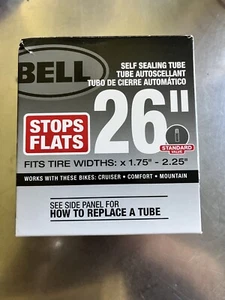 BELL
SELF SEALING TUBE
TUBE AUTOSCELLANT
TUBO DE CIERRE AUTOMÁTICO
STOPS
FLATS
26"
STANDARD
VALVE
FITS TIRE WIDTHS: x 1.75" - 2.25"
WORKS WITH THESE BIKES: CRUISER • COMFORT • MOUNTAIN
SEE SIDE PANEL FOR
HOW TO REPLACE A TUBE